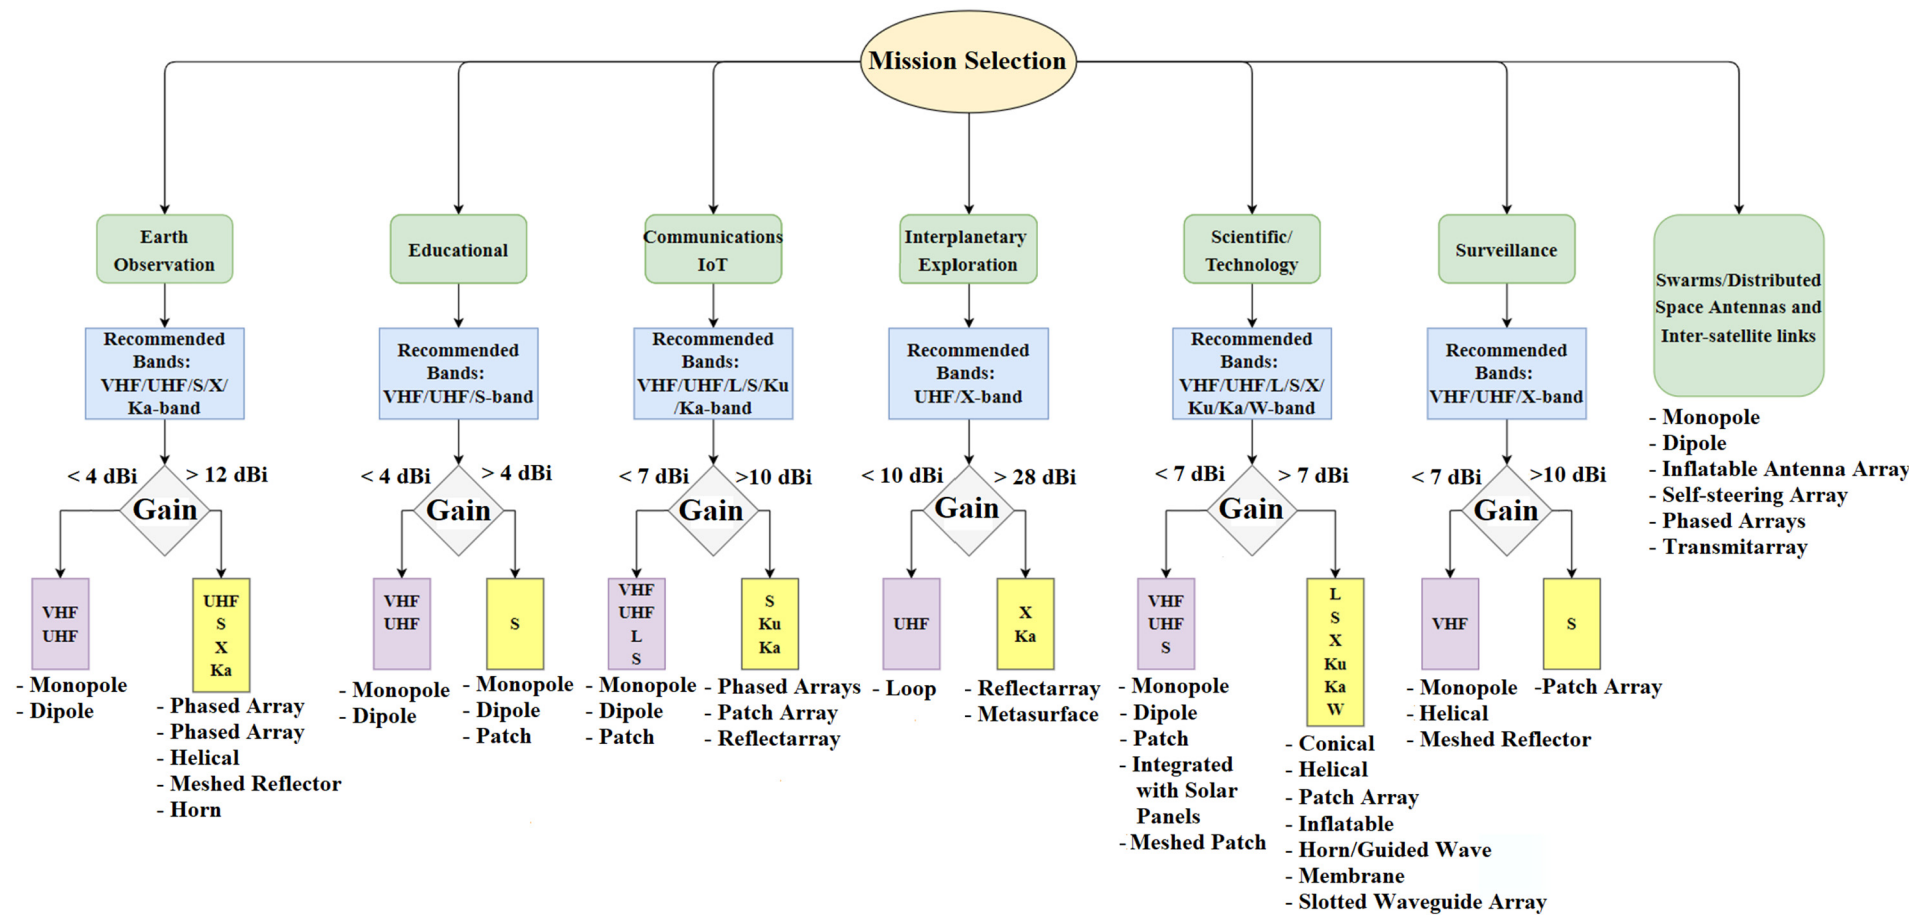 Mission Selection
Earth
Observation
Recommended
Bands:
VHF/UHF/S/X/
Ka-band
< 4 dBi
> 12 dBi
Gain
VHF
UHF
- Monopole
- Dipole
UHF
S
X
Ka
- Phased Array
- Phased Array
- Helical
- Meshed Reflector
- Horn
Educational
Recommended
Bands:
VHF/UHF/S-band
< 4 dBi
> 4 dBi
Gain
VHF
UHF
- Monopole
- Dipole
S
- Monopole
- Dipole
- Patch
Communications
IoT
Recommended
Bands:
VHF/UHF/L/S/Ku
/Ka-band
< 7 dBi
>10 dBi
Gain
VHF
UHF
L
S
- Monopole
- Dipole
- Patch
S
Ku
Ka
- Phased Arrays
- Patch Array
- Reflectarray
Interplanetary
Exploration
Recommended
Bands:
UHF/X-band
< 10 dBi
> 28 dBi
Gain
UHF
- Loop
X
Ka
- Reflectarray
- Metasurface
Scientific/
Technology
Recommended
Bands:
VHF/UHF/L/S/X/
Ku/Ka/W-band
< 7 dBi
> 7 dBi
Gain
VHF
UHF
S
- Monopole
- Dipole
- Patch
- Integrated
with Solar
Panels
- Meshed Patch
L
S
X
Ku
Ka
W
- Conical
- Helical
- Patch Array
- Inflatable
- Horn/Guided Wave
- Membrane
- Slotted Waveguide Array
Surveillance
Recommended
Bands:
VHF/UHF/X-band
< 7 dBi
>10 dBi
Gain
VHF
- Monopole
- Helical
- Meshed Reflector
S
-Patch Array
Swarms/Distributed
Space Antennas and
Inter-satellite links
- Monopole
- Dipole
- Inflatable Antenna Array
- Self-steering Array
- Phased Arrays
- Transmitarray